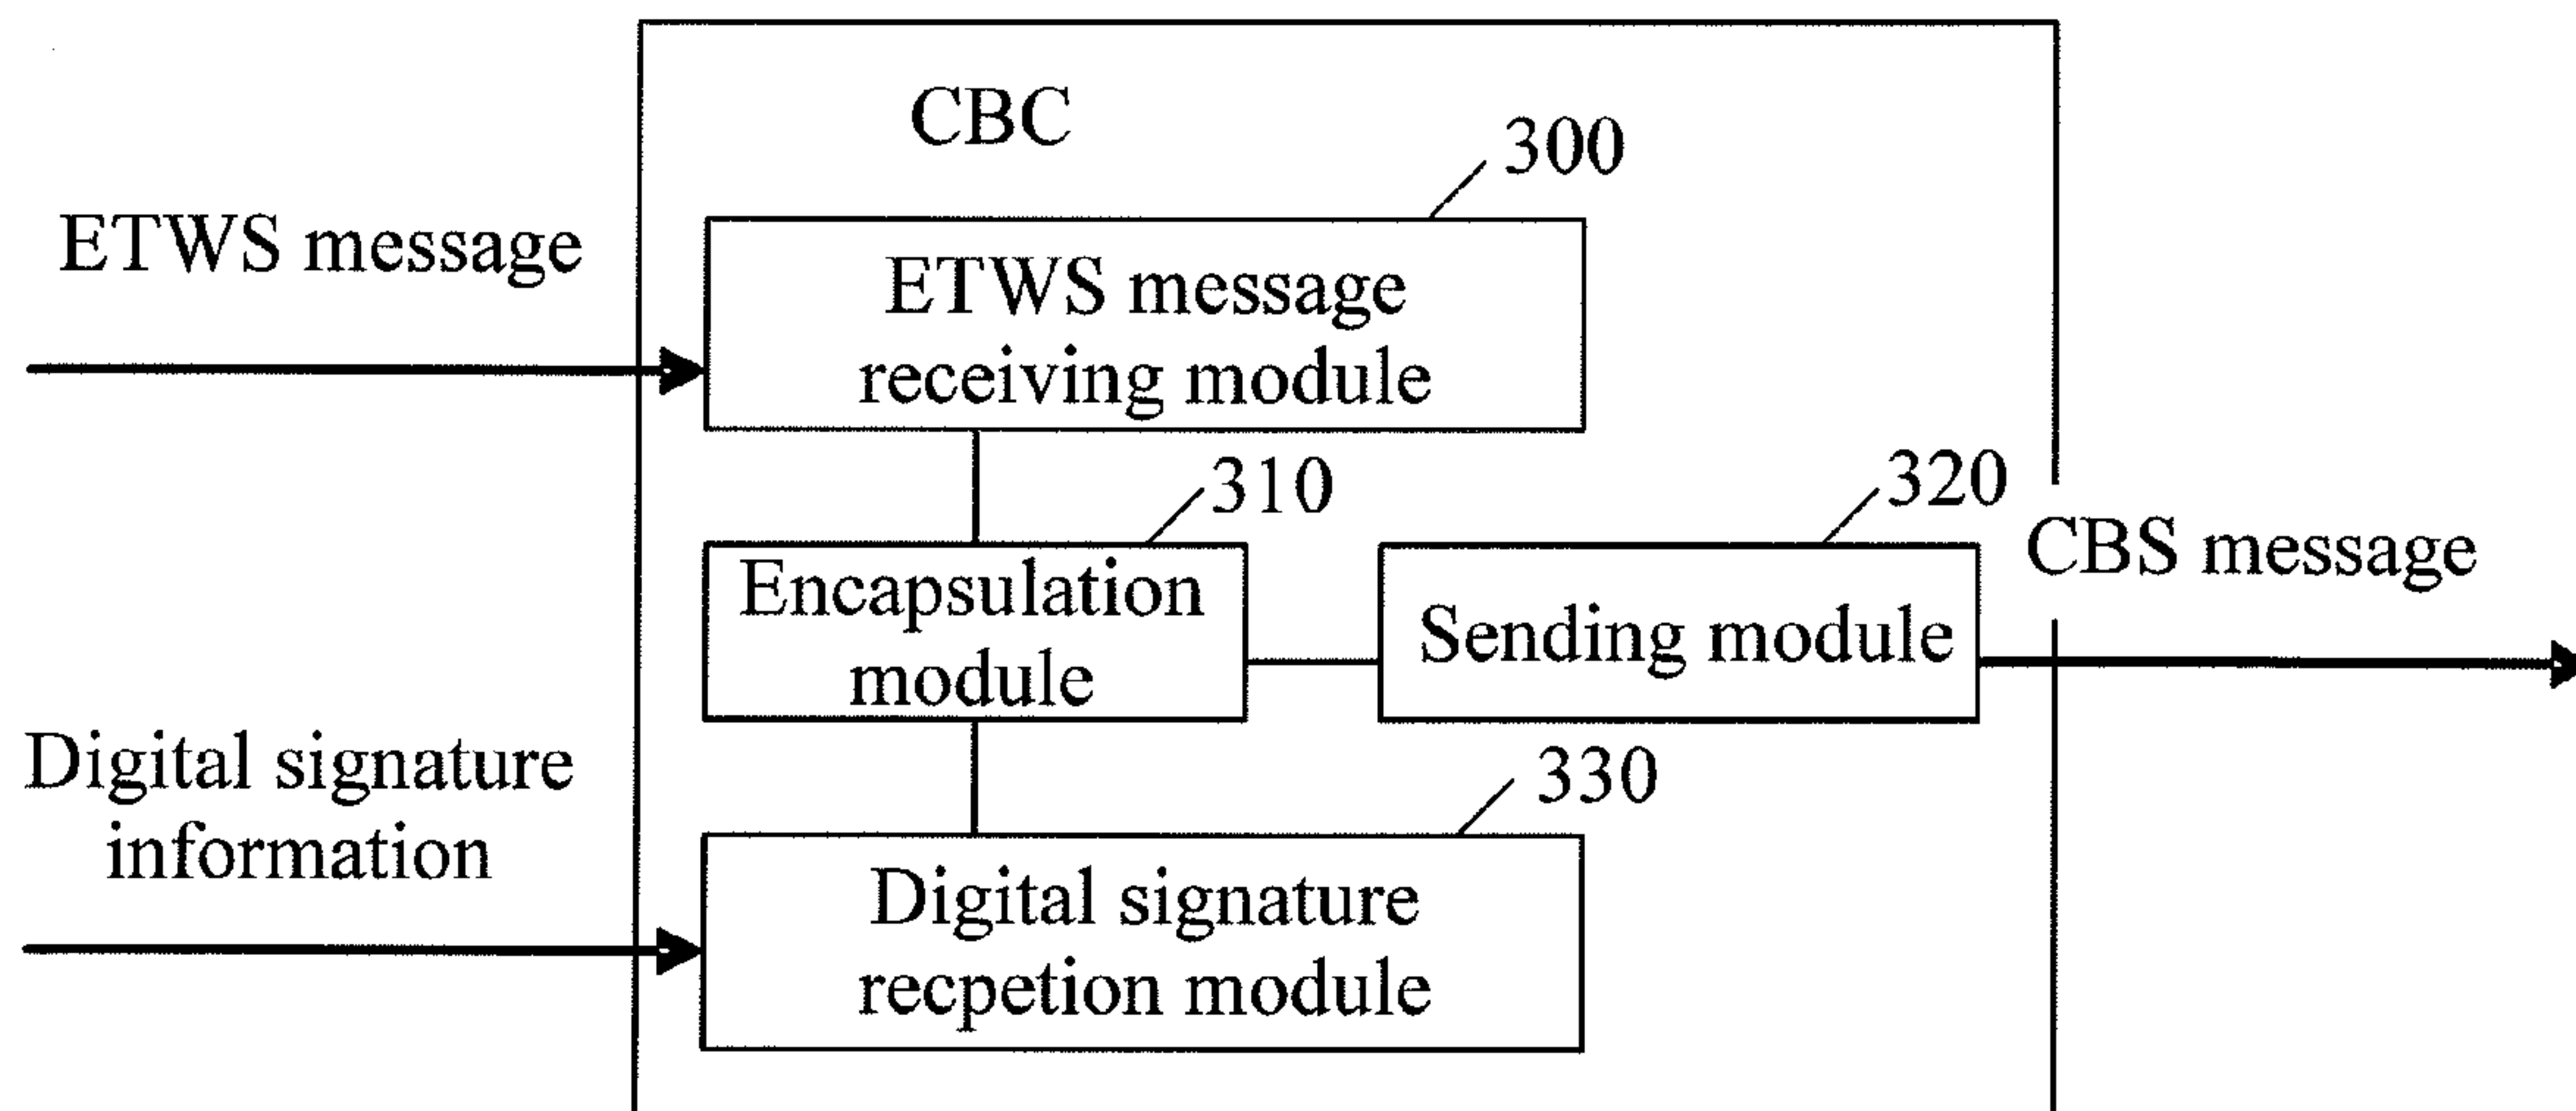 CBC
300
ETWS message
ETWS message
receiving module
310
320
Encapsulation
module
Sending module
CBS message
Digital signature
information
330
Digital signature
recpetion module